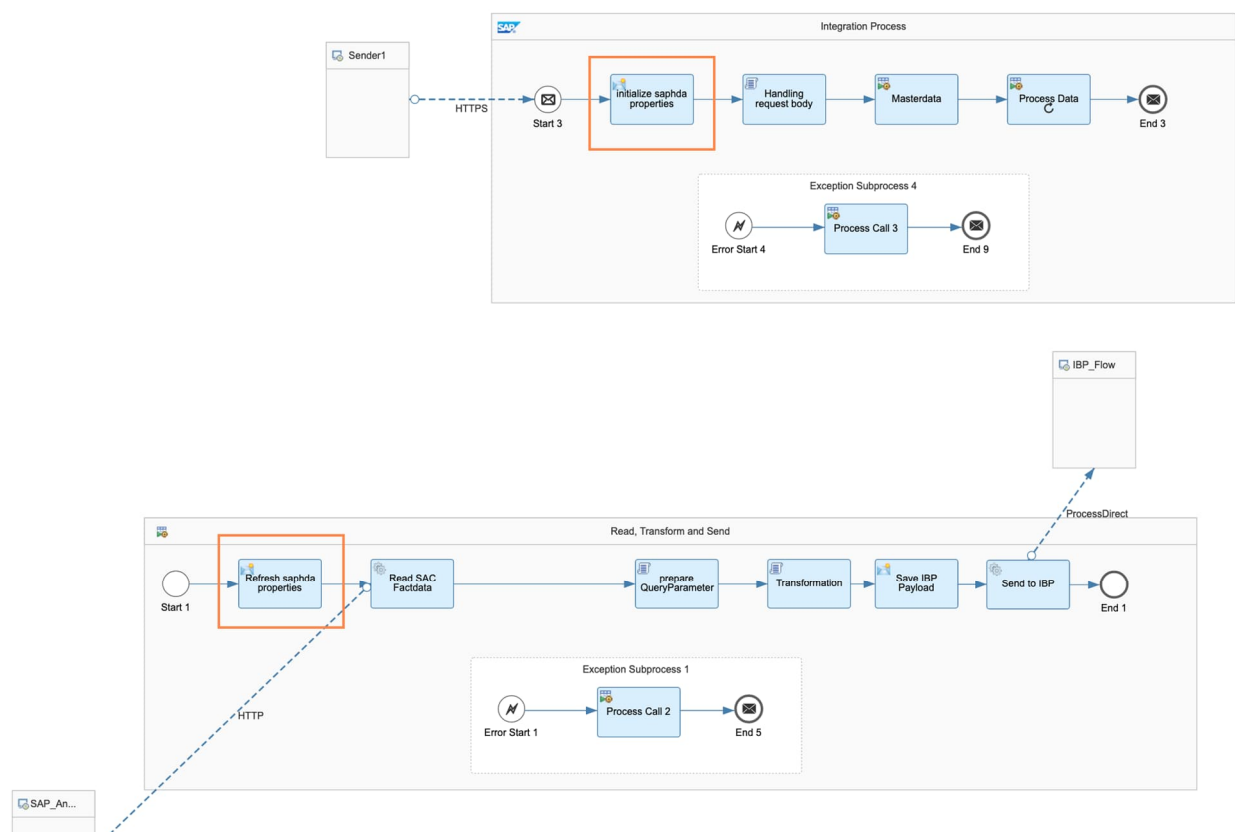 SAP
Integration Process
Sender1
HTTPS
Start 3
initialize saphda
properties
Handling
request body
Masterdata
Process Data
End 3
Exception Subprocess 4
Error Start 4
Process Call 3
End 9
IBP_Flow
ProcessDirect
Read, Transform and Send
Start 1
Refresh saphda
properties
Read SAC
Factdata
prepare
QueryParameter
Transformation
Save IBP
Payload
Send to IBP
End 1
Exception Subprocess 1
Error Start 1
Process Call 2
End 5
HTTP
SAP_An...